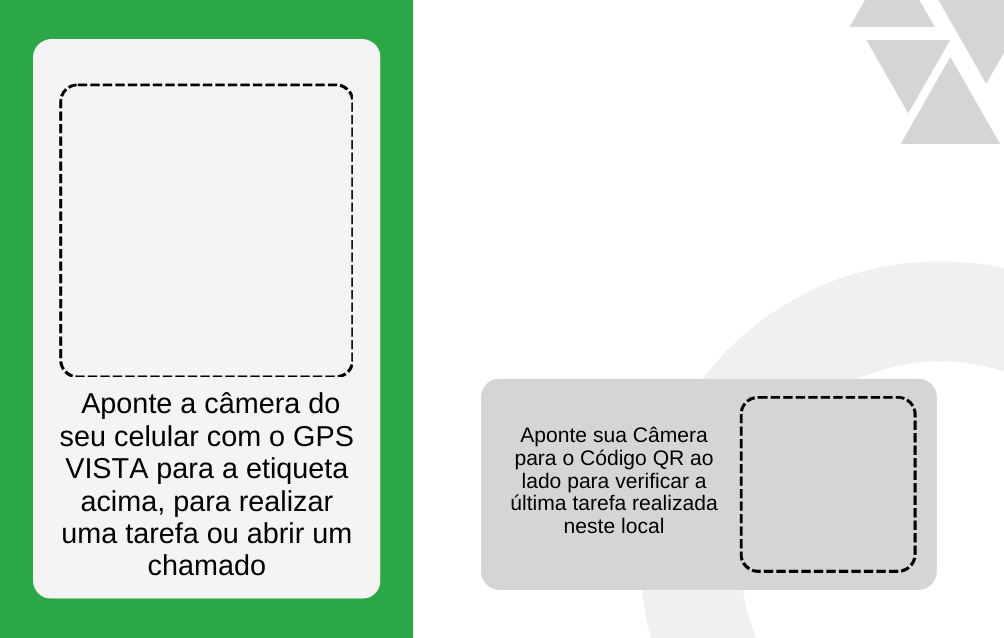 Aponte a câmera do
seu celular com o GPS
VISTA para a etiqueta
acima, para realizar
uma tarefa ou abrir um
chamado
Aponte sua Câmera
para o Código QR ao
lado para verificar a
última tarefa realizada
neste local